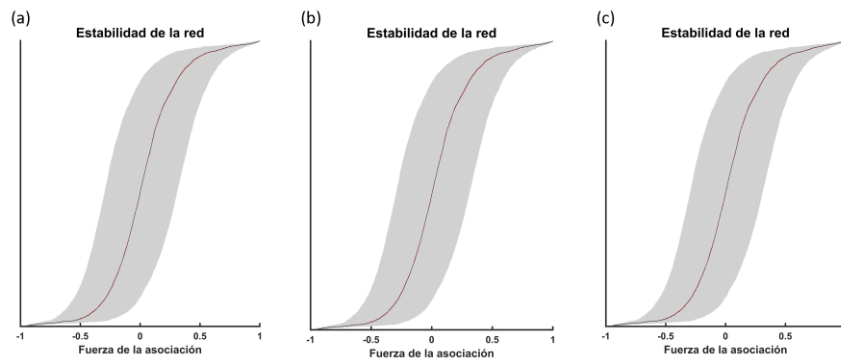 (a)
Estabilidad de la red
-1 -0.5 0 0.5 1
Fuerza de la asociación
(b)
Estabilidad de la red
-1 -0.5 0 0.5 1
Fuerza de la asociación
(c)
Estabilidad de la red
-1 -0.5 0 0.5
Fuerza de la asociación